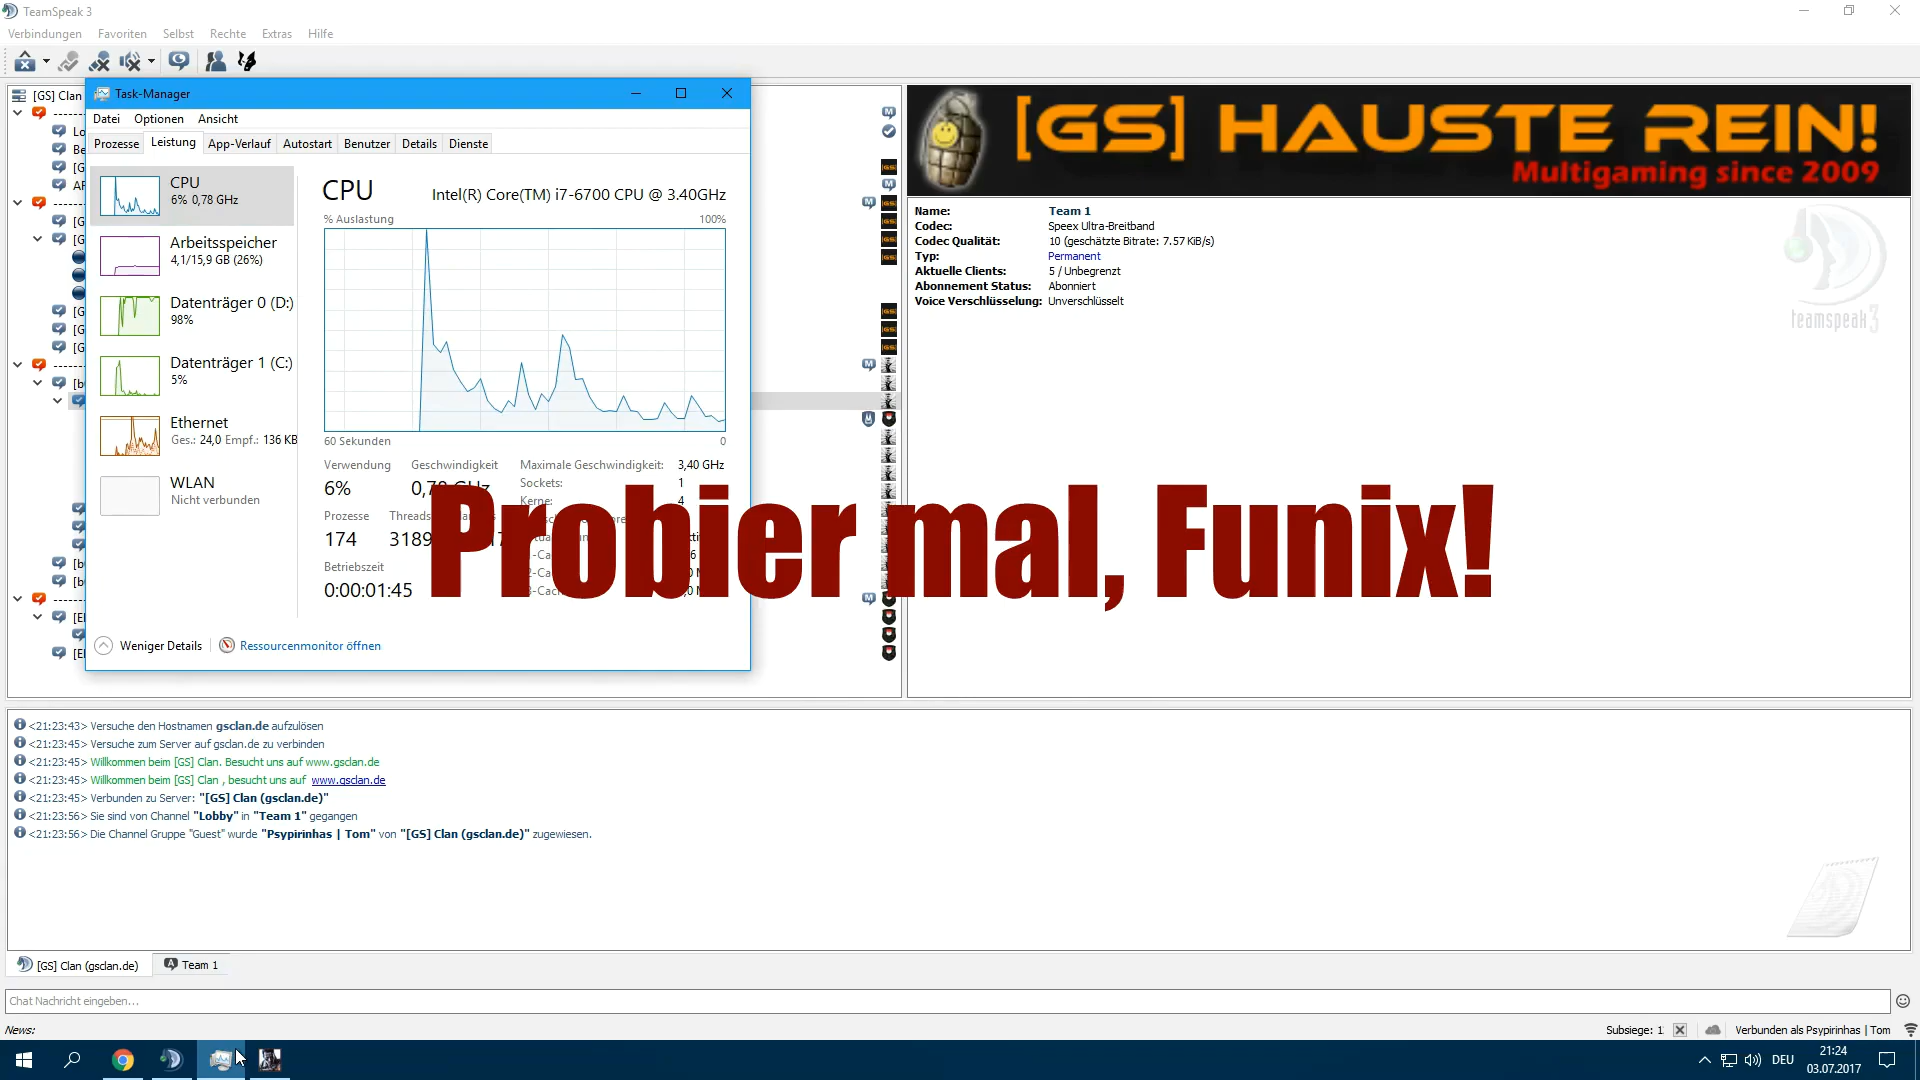 TeamSpeak 3
Verbindungen Favoriten Selbst Rechte Extras Hilfe
[GS] Clan
Task-Manager
Datei Optionen Ansicht
Prozesse Leistung App-Verlauf Autostart Benutzer Details Dienste
CPU
6% 0,78 GHz
Arbeitsspeicher
4,1/15,9 GB (26%)
Datenträger 0 (D:)
98%
Datenträger 1 (C:)
5%
Ethernet
Ges.: 24,0 Empf.: 136 KB
WLAN
Nicht verbunden
CPU Intel(R) Core(TM) i7-6700 CPU @ 3.40GHz
% Auslastung 100%
60 Sekunden 0
Verwendung Geschwindigkeit Maximale Geschwindigkeit: 3,40 GHz
Sockets: 1
6%
Kerne: 4
Prozesse Threads
174 3189
Betriebszeit
0:00:01:45
Weniger Details Ressourcenmonitor öffnen
Probier mal, Funix!
[GS] HAUSTE REIN!
Multigaming since 2009
Name: Team 1
Codec: Speex Ultra-Breitband
Codec Qualität: 10 (geschätzte Bitrate: 7.57 KiB/s)
Typ: Permanent
Aktuelle Clients: 5 / Unbegrenzt
Abonnement Status: Abonniert
Voice Verschlüsselung: Unverschlüsselt
teamspeak3
<21:23:43> Versuche den Hostnamen gsclan.de aufzulösen
<21:23:45> Versuche zum Server auf gsclan.de zu verbinden
<21:23:45> Willkommen beim [GS] Clan. Besucht uns auf www.gsclan.de
<21:23:45> Willkommen beim [GS] Clan , besucht uns auf www.gsclan.de
<21:23:45> Verbunden zu Server: "[GS] Clan (gsclan.de)"
<21:23:56> Sie sind von Channel "Lobby" in "Team 1" gegangen
<21:23:56> Die Channel Gruppe "Guest" wurde "Psypirinhas | Tom" von "[GS] Clan (gsclan.de)" zugewiesen.
[GS] Clan (gsclan.de) Team 1
Chat Nachricht eingeben...
News: Subsiege: 1 Verbunden als Psypirinhas | Tom
DEU 21:24
03.07.2017